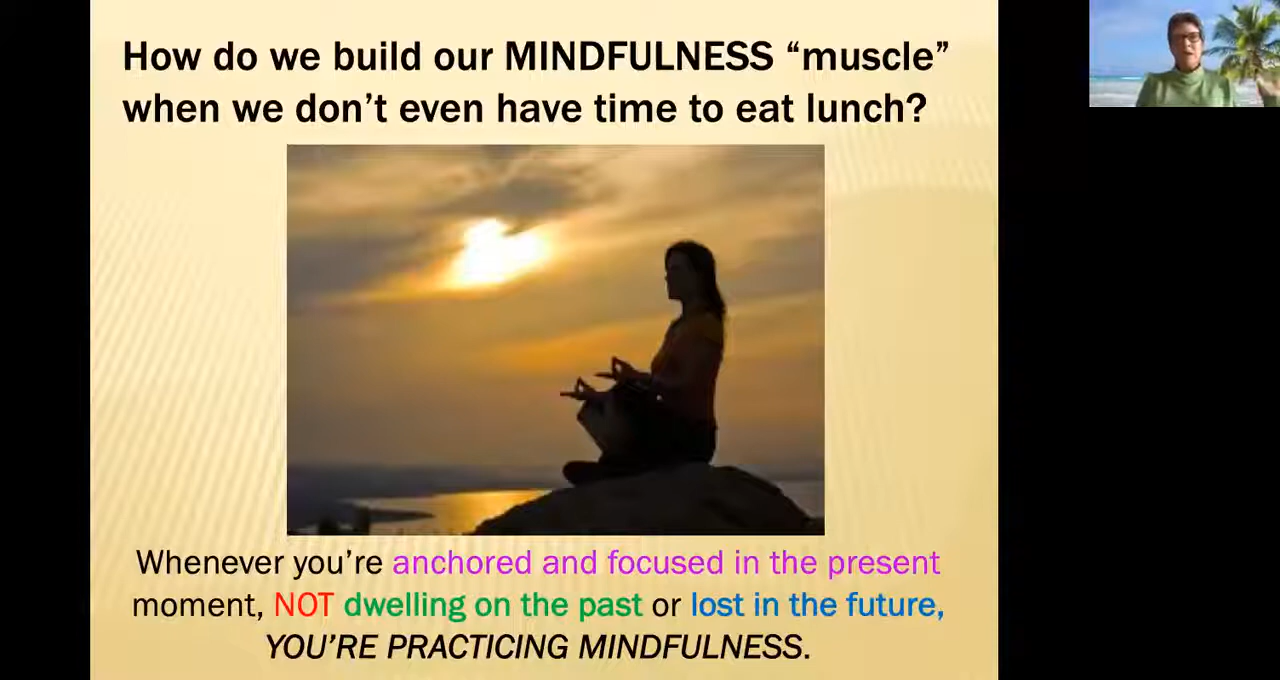 How do we build our MINDFULNESS “muscle”
when we don’t even have time to eat lunch?
Whenever you’re anchored and focused in the present
moment, NOT dwelling on the past or lost in the future,
YOU’RE PRACTICING MINDFULNESS.